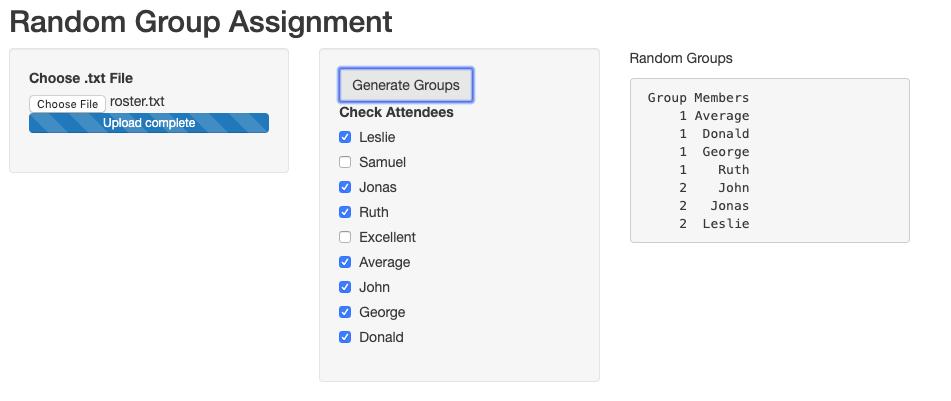 Random Group Assignment
Choose .txt File
Choose File roster.txt
Upload complete
Generate Groups
Check Attendees
Leslie
Samuel
Jonas
Ruth
Excellent
Average
John
George
Donald
Random Groups
Group Members
1 Average
1 Donald
1 George
1 Ruth
2 John
2 Jonas
2 Leslie